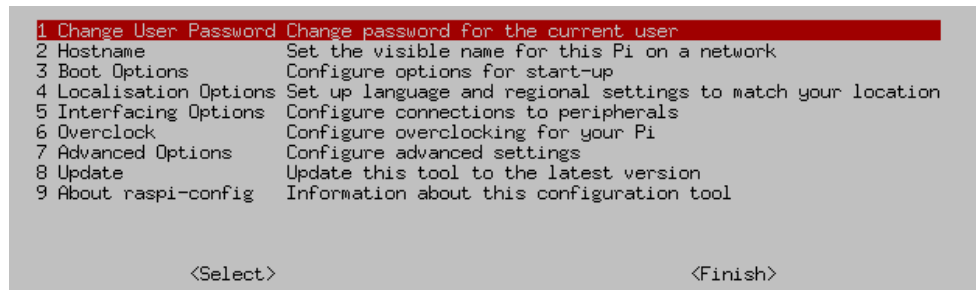 1 Change User Password Change password for the current user
2 Hostname Set the visible name for this Pi on a network
3 Boot Options Configure options for start-up
4 Localisation Options Set up language and regional settings to match your location
5 Interfacing Options Configure connections to peripherals
6 Overclock Configure overclocking for your Pi
7 Advanced Options Configure advanced settings
8 Update Update this tool to the latest version
9 About raspi-config Information about this configuration tool
<Select> <Finish>